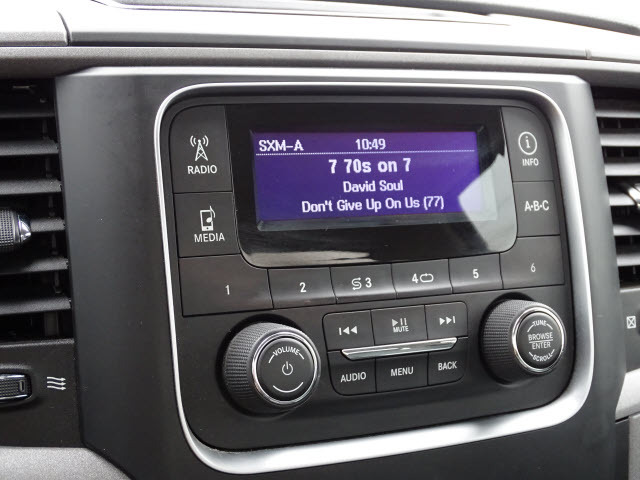 SXM-A 10:49
7 70s on 7
David Soul
Don't Give Up On Us (77)
RADIO
MEDIA
INFO
A-B-C
1 2 3 4 5 6
MUTE
VOLUME
AUDIO MENU BACK
TUNE
BROWSE
ENTER
SCROLL